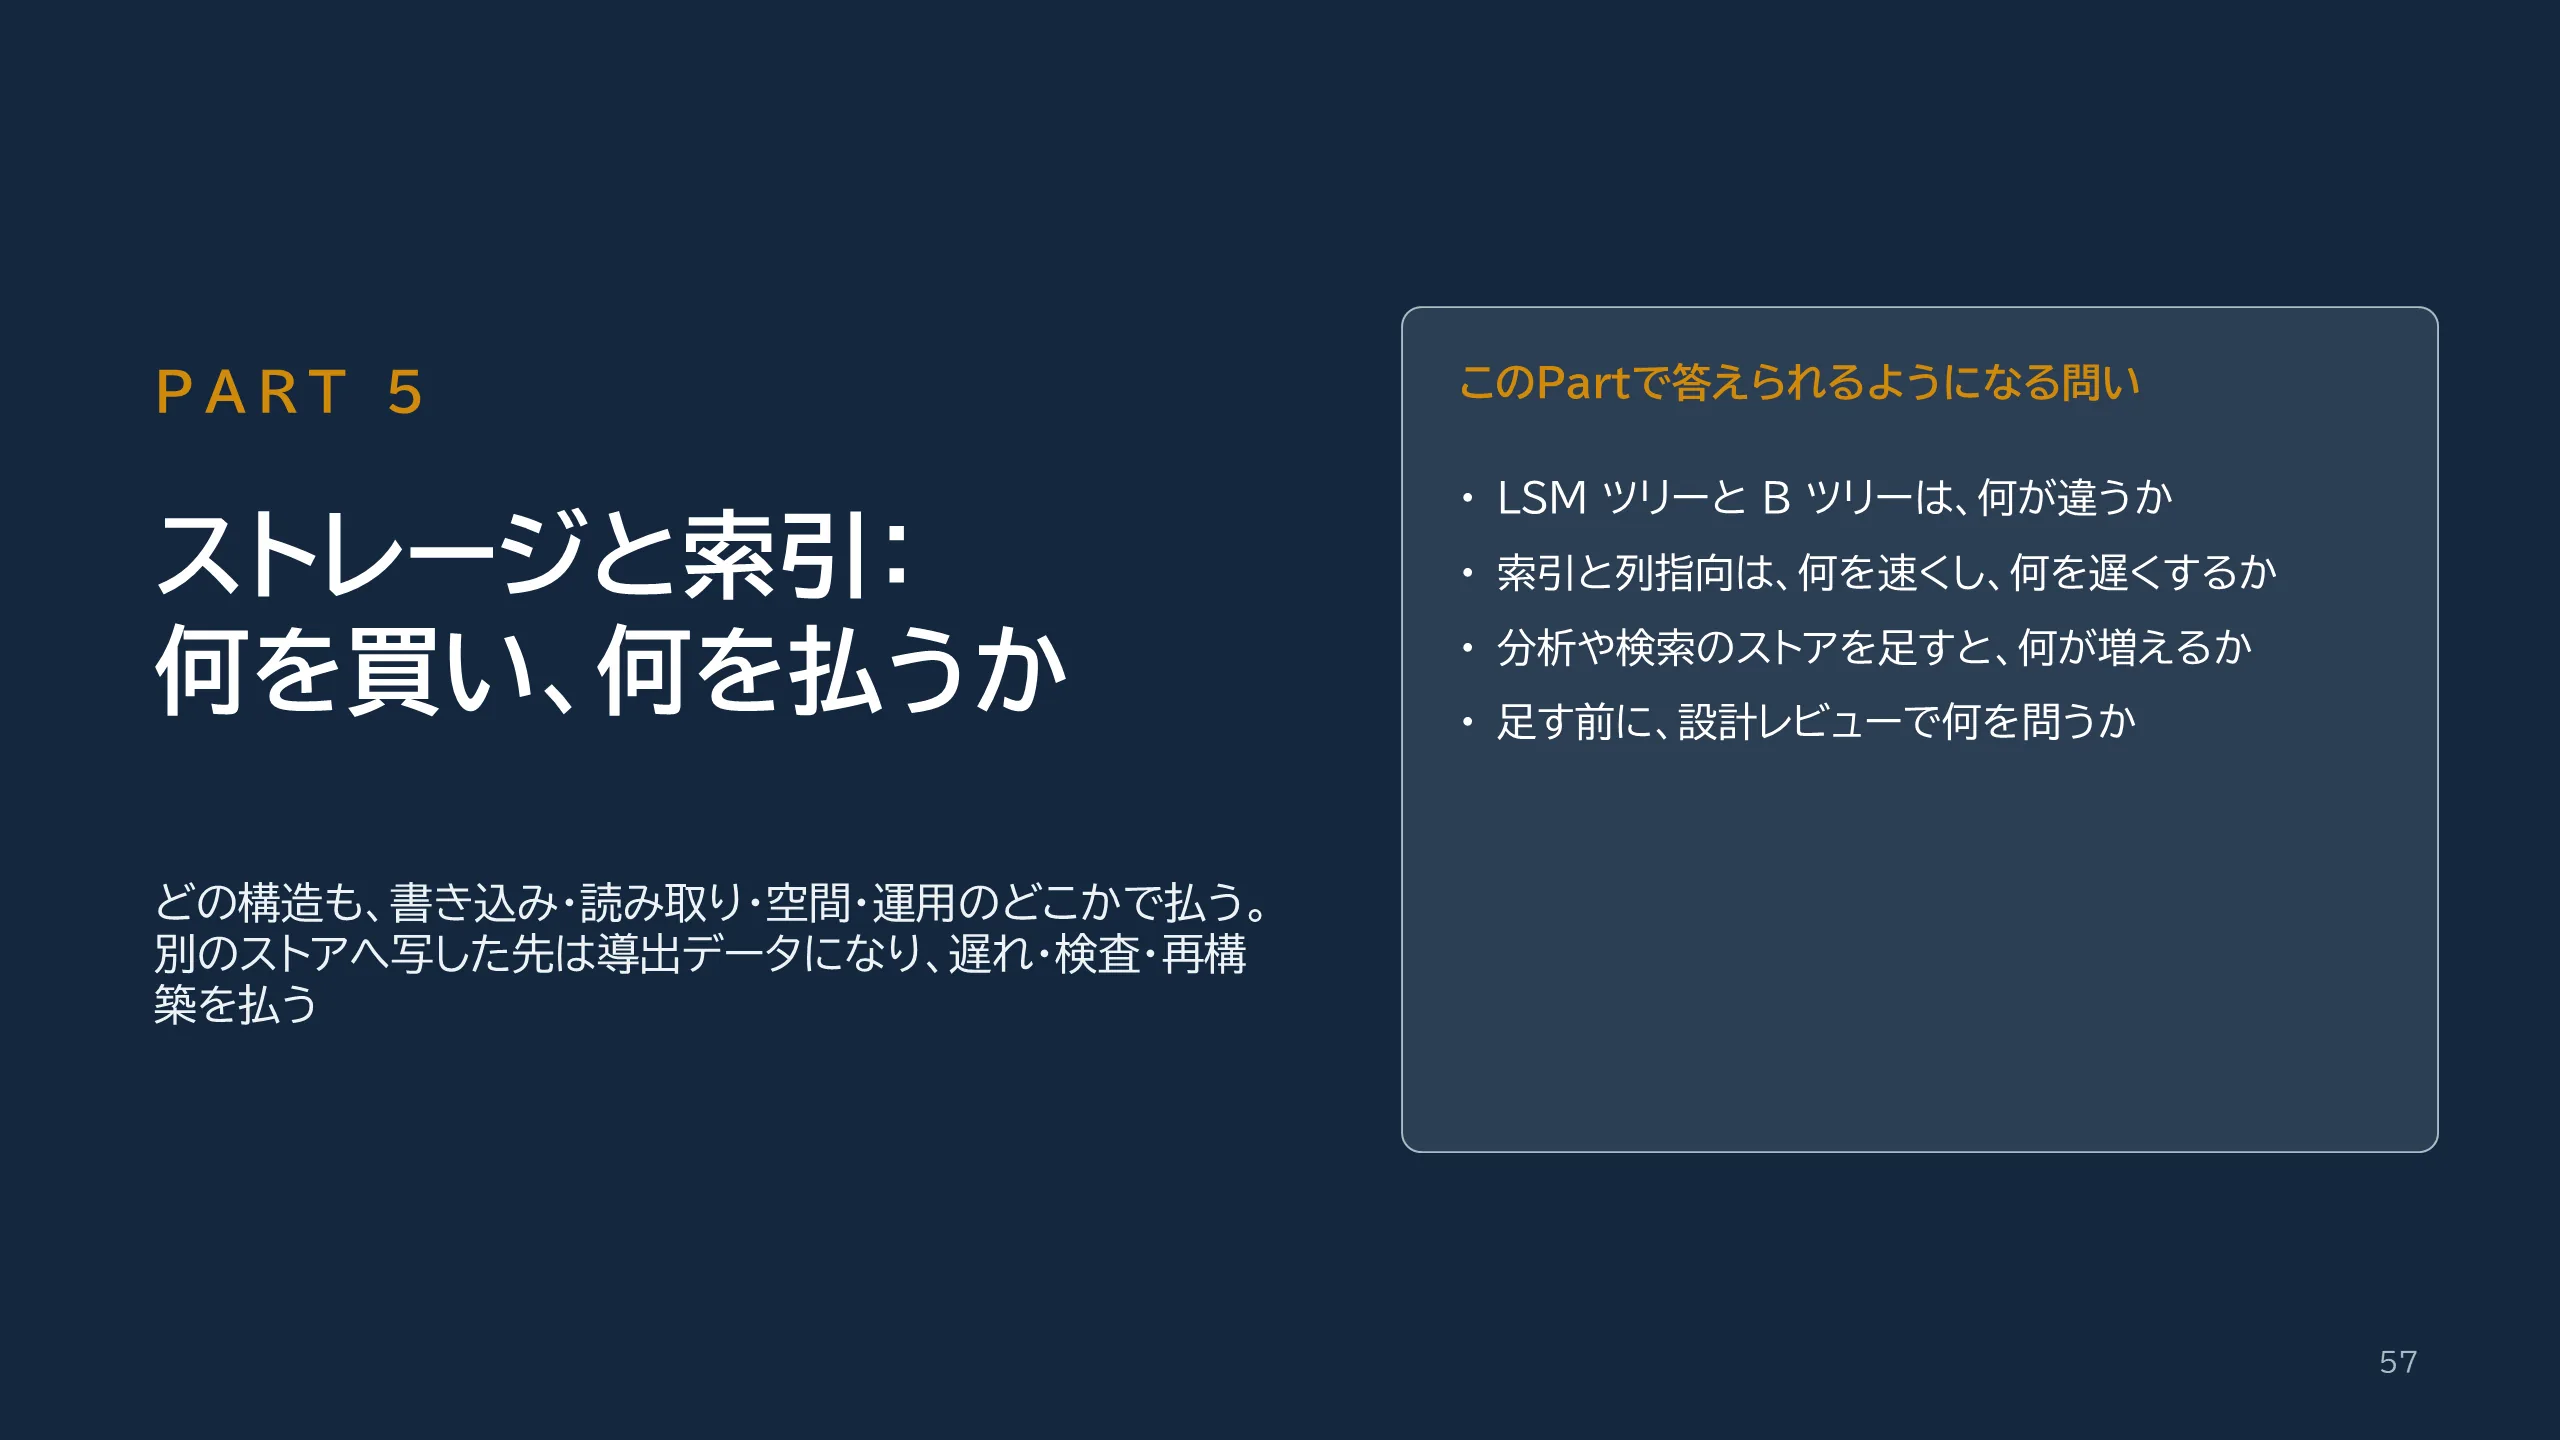 PART 5
ストレージと索引：
何を買い、何を払うか
どの構造も、書き込み・読み取り・空間・運用のどこかで払う。
別のストアへ写した先は導出データになり、遅れ・検査・再構
築を払う
このPartで答えられるようになる問い
• LSM ツリーと B ツリーは、何が違うか
• 索引と列指向は、何を速くし、何を遅くするか
• 分析や検索のストアを足すと、何が増えるか
• 足す前に、設計レビューで何を問うか
57